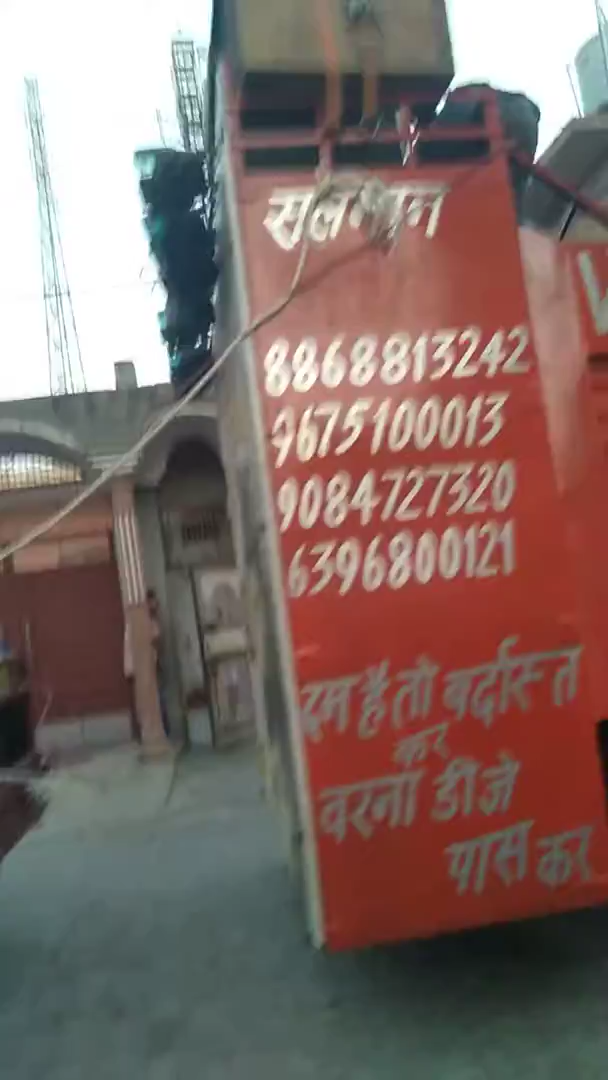 8868813242
9675100013
9084727320
6396800121
दम है तो बर्दास्त
कर
वरना डीजे
पास कर